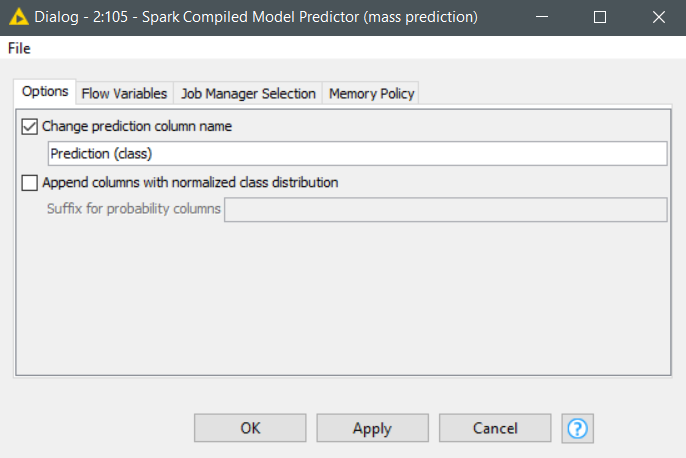 Dialog - 2:105 - Spark Compiled Model Predictor (mass prediction)
File
Options Flow Variables Job Manager Selection Memory Policy
Change prediction column name
Prediction (class)
Append columns with normalized class distribution
Suffix for probability columns
OK Apply Cancel ?